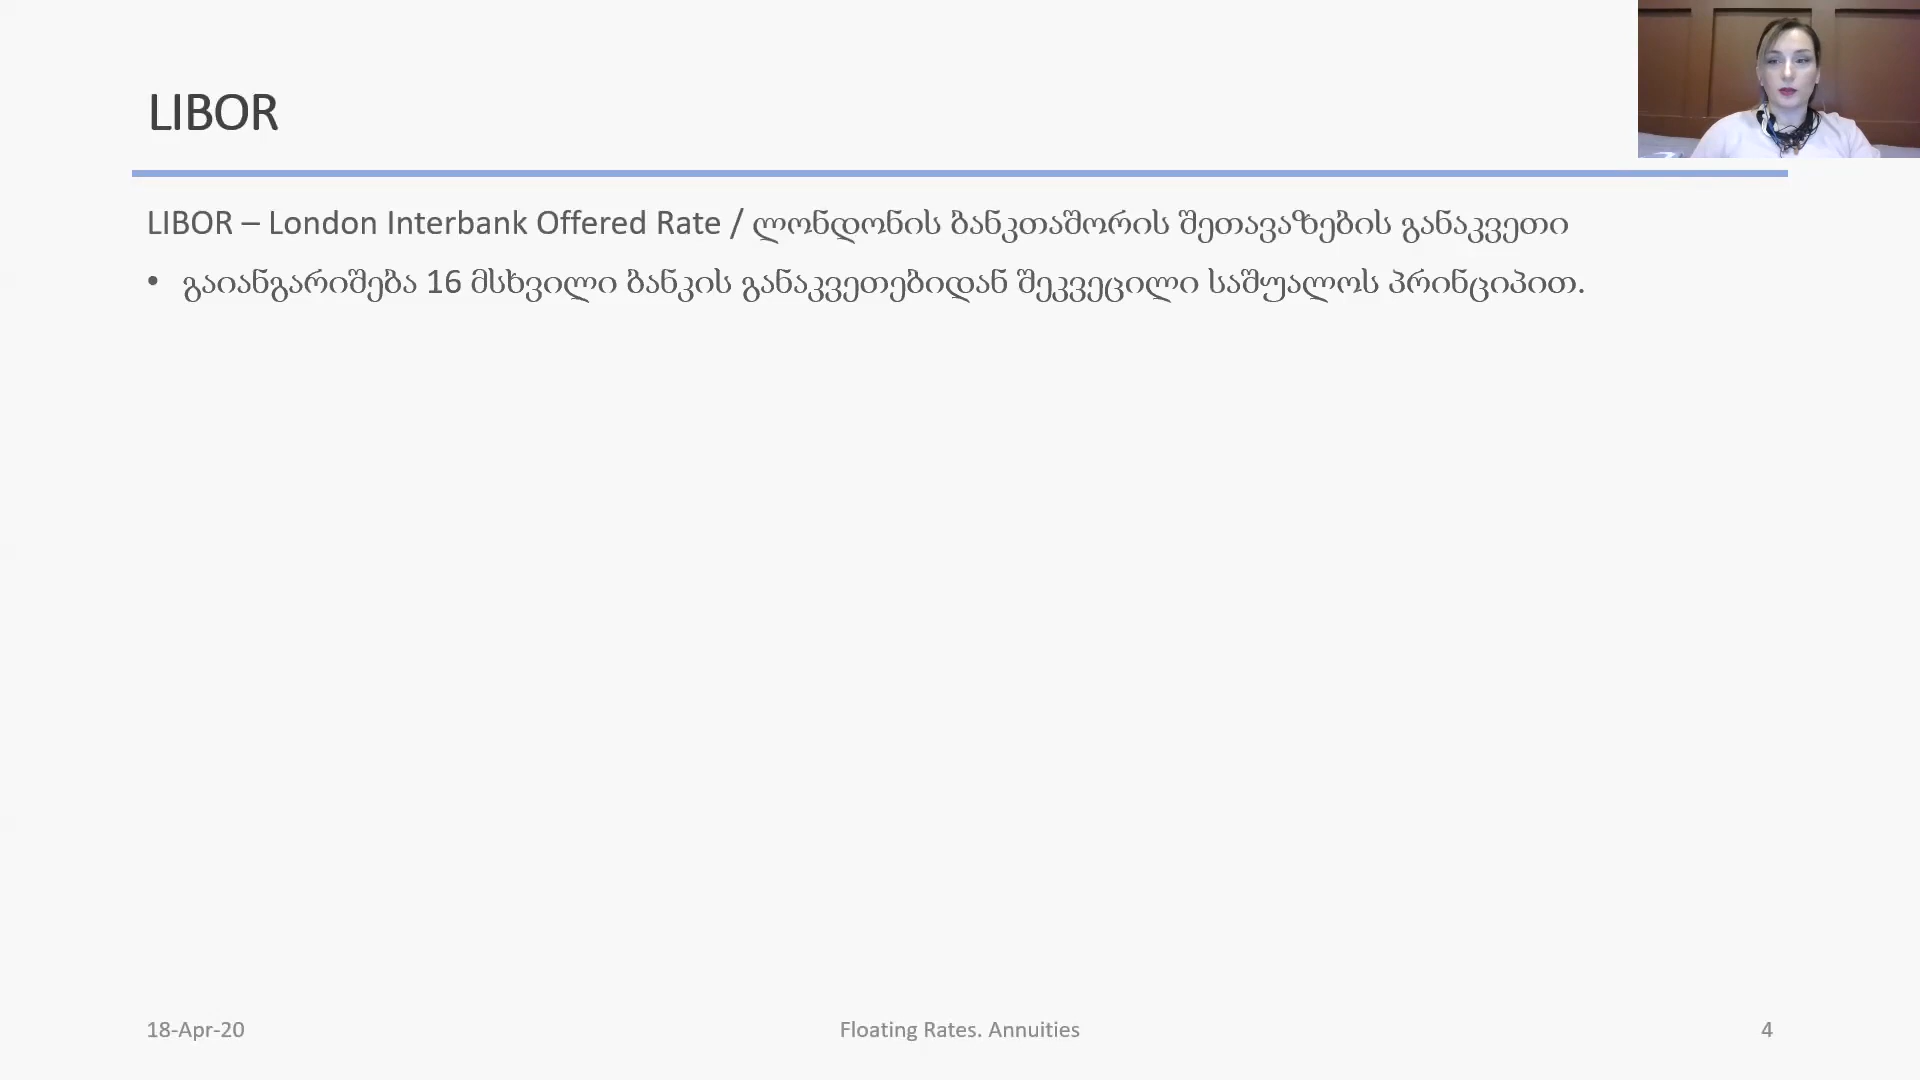 LIBOR
LIBOR – London Interbank Offered Rate / ლონდონის ბანკთაშორის შეთავაზების განაკვეთი
• გაიანგარიშება 16 მსხვილი ბანკის განაკვეთებიდან შეკვეცილი საშუალოს პრინციპით.
18-Apr-20
Floating Rates. Annuities
4